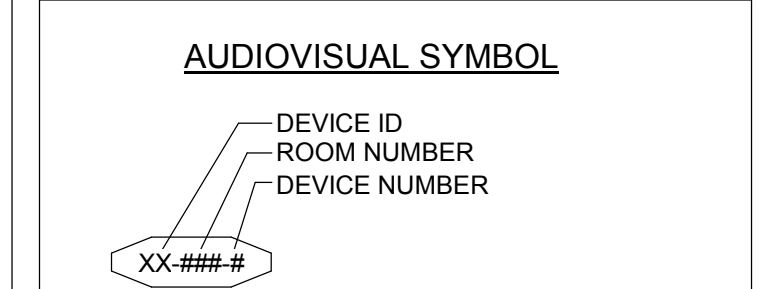 AUDIOVISUAL SYMBOL
DEVICE ID
ROOM NUMBER
DEVICE NUMBER
XX-###-#